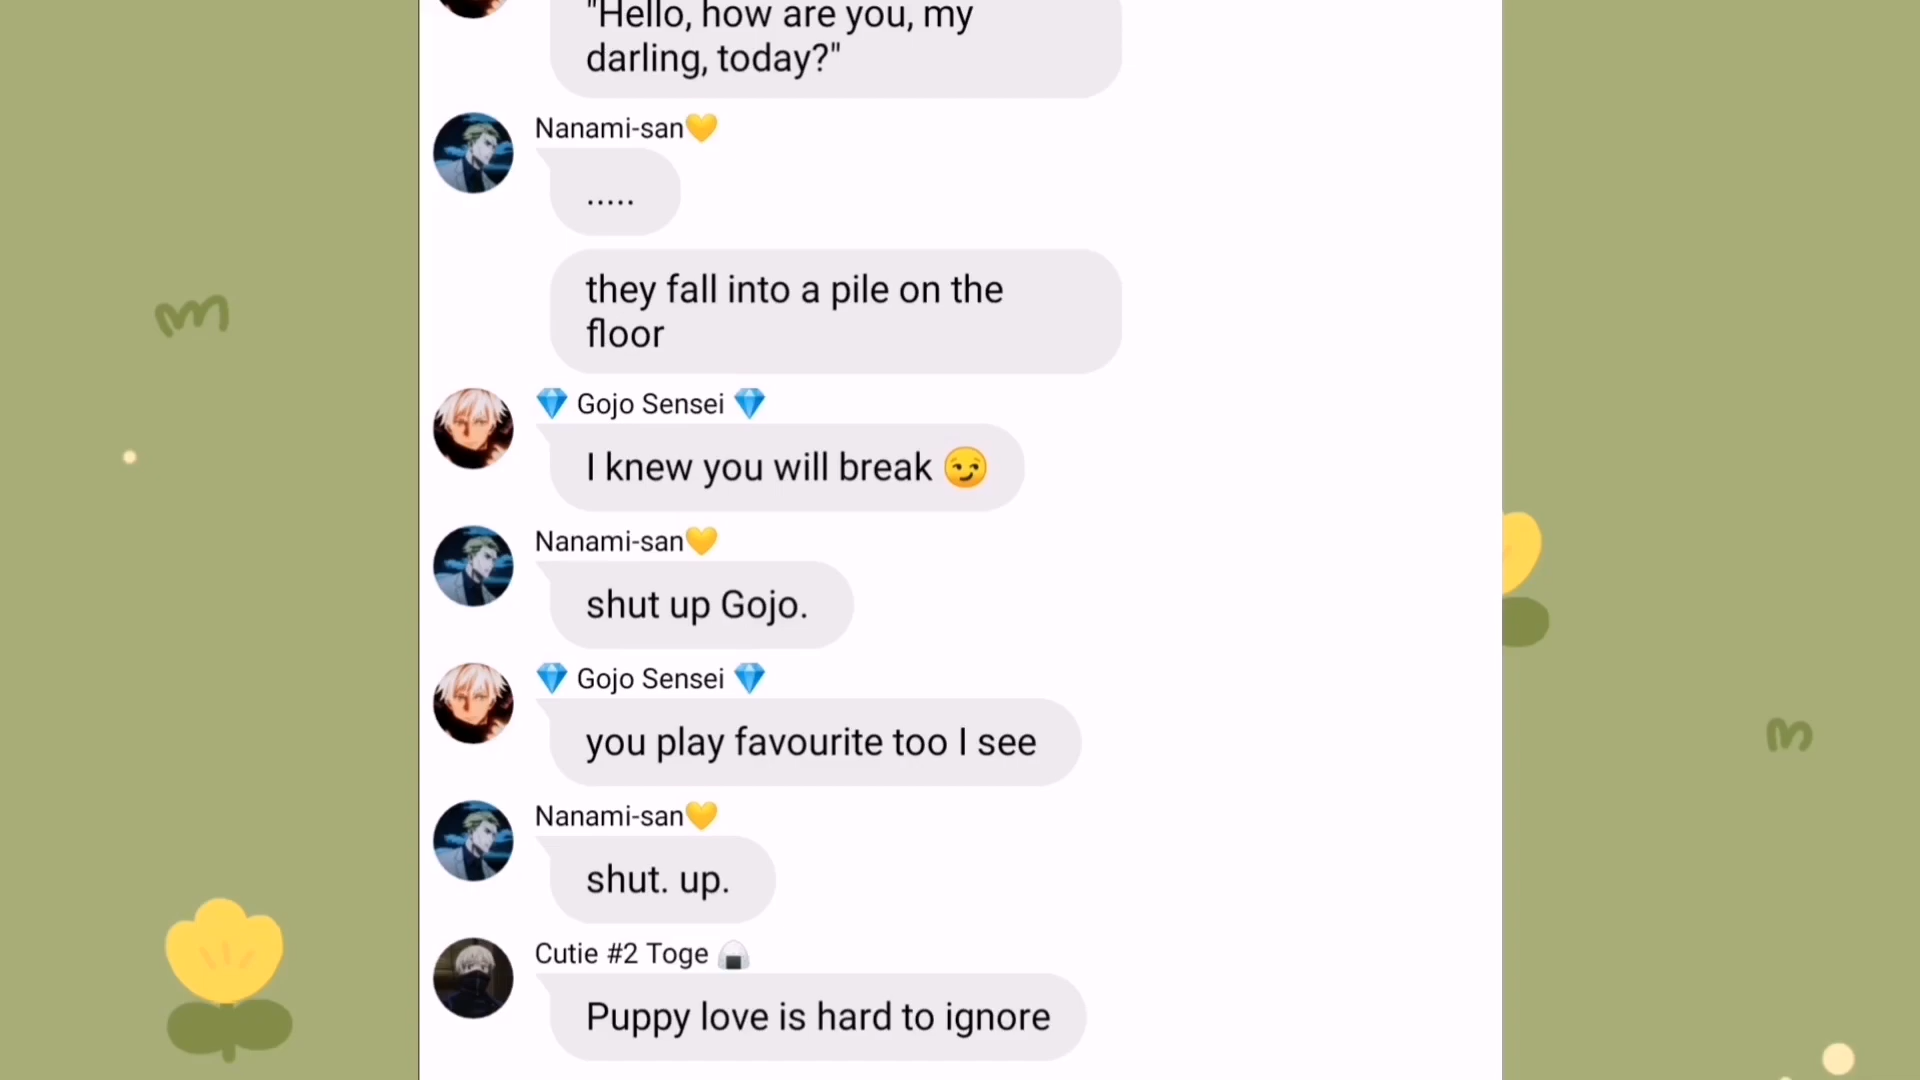 "Hello, how are you, my
darling, today?"
Nanami-san💛
.....
they fall into a pile on the
floor
💎 Gojo Sensei 💎
I knew you will break 😏
Nanami-san💛
shut up Gojo.
💎 Gojo Sensei 💎
you play favourite too I see
Nanami-san💛
shut. up.
Cutie #2 Toge 🍙
Puppy love is hard to ignore